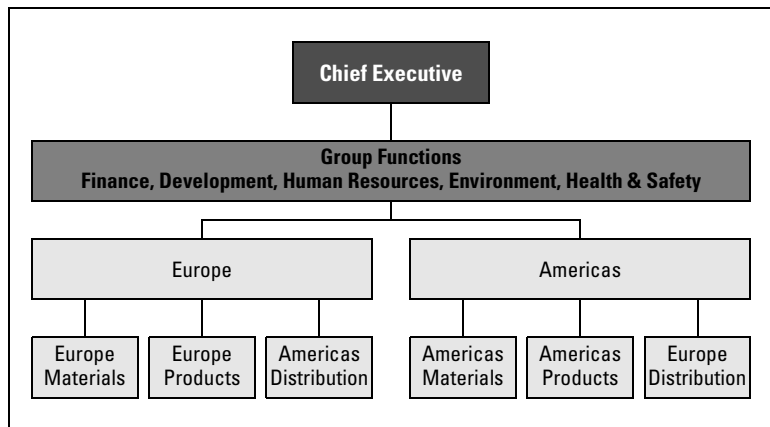 Chief Executive
Group Functions
Finance, Development, Human Resources, Environment, Health & Safety
Europe
Americas
Europe
Materials
Europe
Products
Americas
Distribution
Americas
Materials
Americas
Products
Europe
Distribution